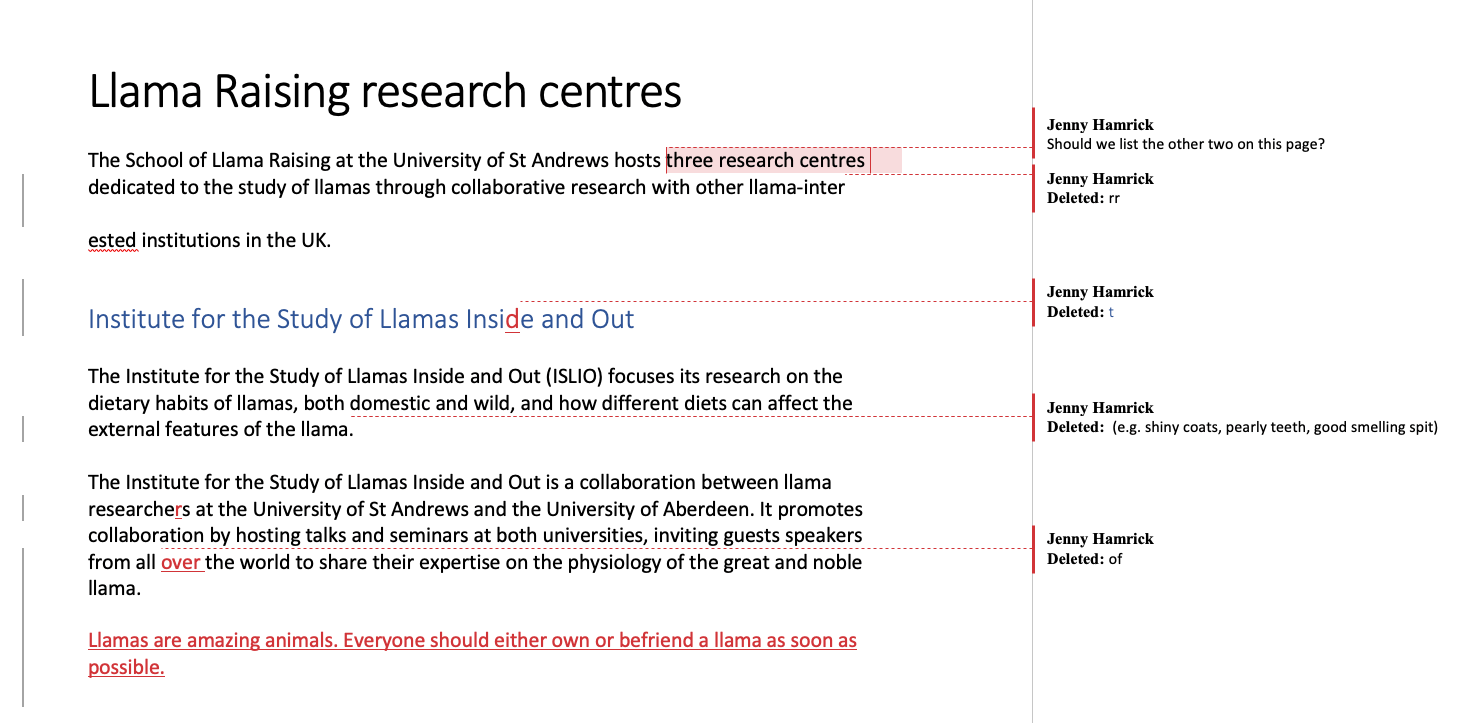 Llama Raising research centres
The School of Llama Raising at the University of St Andrews hosts three research centres
dedicated to the study of llamas through collaborative research with other llama-inter
ested institutions in the UK.
Institute for the Study of Llamas Inside and Out
The Institute for the Study of Llamas Inside and Out (ISLIO) focuses its research on the
dietary habits of llamas, both domestic and wild, and how different diets can affect the
external features of the llama.
The Institute for the Study of Llamas Inside and Out is a collaboration between llama
researchers at the University of St Andrews and the University of Aberdeen. It promotes
collaboration by hosting talks and seminars at both universities, inviting guests speakers
from all over the world to share their expertise on the physiology of the great and noble
llama.
Llamas are amazing animals. Everyone should either own or befriend a llama as soon as
possible.
Jenny Hamrick
Should we list the other two on this page?
Jenny Hamrick
Deleted: rr
Jenny Hamrick
Deleted: t
Jenny Hamrick
Deleted: (e.g. shiny coats, pearly teeth, good smelling spit)
Jenny Hamrick
Deleted: of